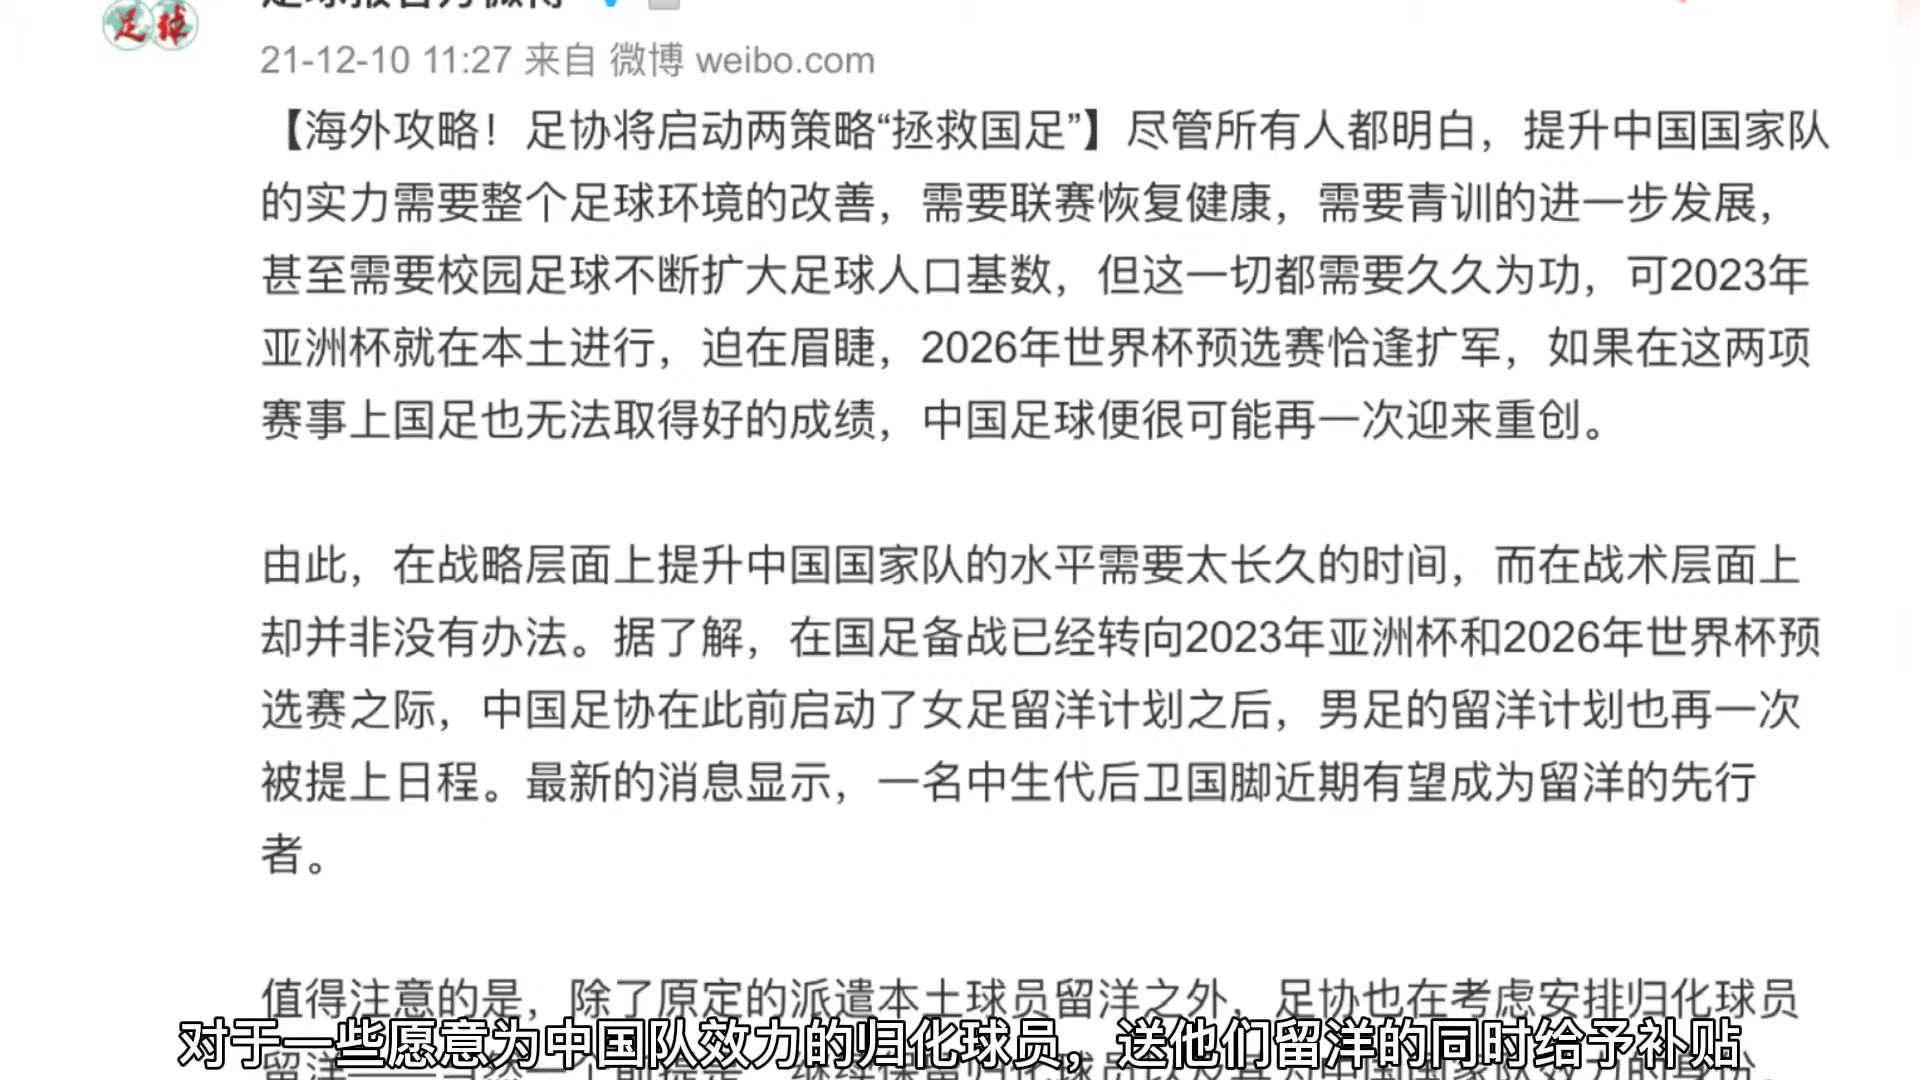 足球
足球报官方微博
21-12-10 11:27 来自 微博 weibo.com
【海外攻略！足协将启动两策略“拯救国足”】尽管所有人都明白，提升中国国家队
的实力需要整个足球环境的改善，需要联赛恢复健康，需要青训的进一步发展，
甚至需要校园足球不断扩大足球人口基数，但这一切都需要久久为功，可2023年
亚洲杯就在本土进行，迫在眉睫，2026年世界杯预选赛恰逢扩军，如果在这两项
赛事上国足也无法取得好的成绩，中国足球便很可能再一次迎来重创。
由此，在战略层面上提升中国国家队的水平需要太长久的时间，而在战术层面上
却并非没有办法。据了解，在国足备战已经转向2023年亚洲杯和2026年世界杯预
选赛之际，中国足协在此前启动了女足留洋计划之后，男足的留洋计划也再一次
被提上日程。最新的消息显示，一名中生代后卫国脚近期有望成为留洋的先行
者。
值得注意的是，除了原定的派遣本土球员留洋之外，足协也在考虑安排归化球员
对于一些愿意为中国队效力的归化球员，送他们留洋的同时给予补贴